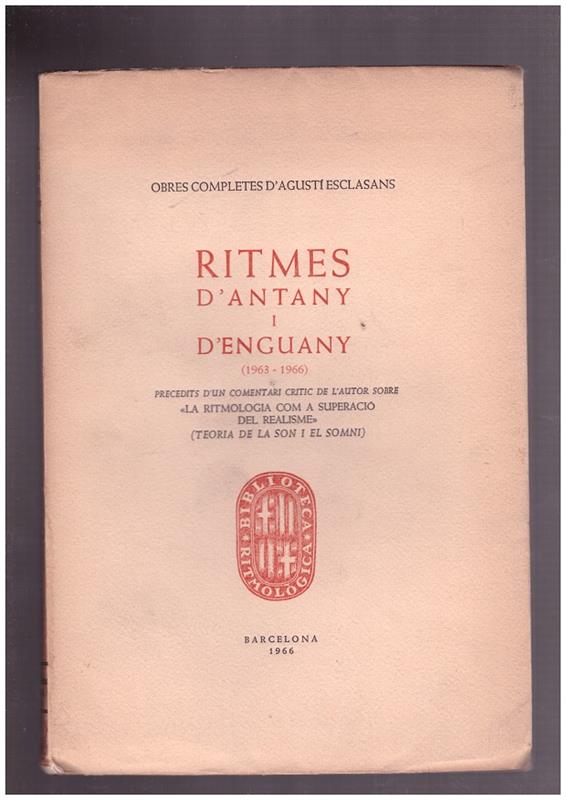 OBRES COMPLETES D'AGUSTÍ ESCLASANS
RITMES
D'ANTANY
I
D'ENGUANY
(1963 - 1966)
PRECEDITS D'UN COMENTARI CRITIC DE L'AUTOR SOBRE
«LA RITMOLOGIA COM A SUPERACIÓ
DEL REALISME»
(TEORIA DE LA SON I EL SOMNI)
BIBLIOTECA
RITMOLÒGICA
BARCELONA
1966